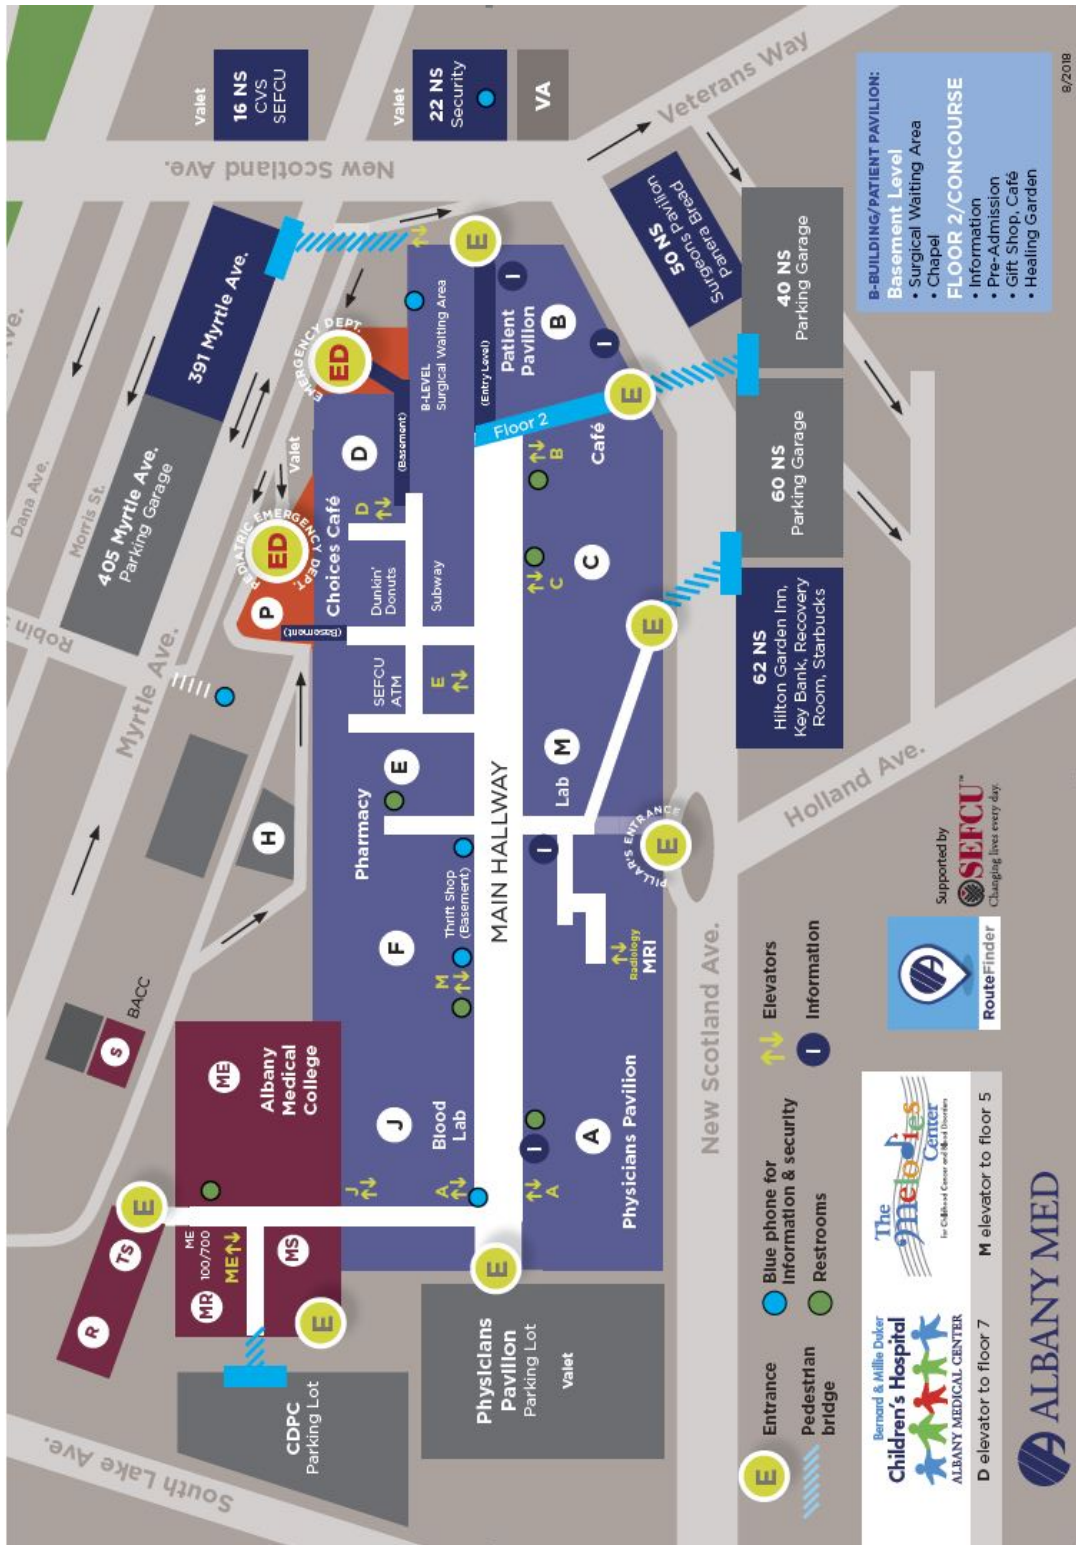 South Lake Ave.
Dana Ave.
Ave.
Morris St.
Robin
Myrtle Ave.
New Scotland
Ave.
R
TS
E
S
BACC
405 Myrtle Ave.
Parking Garage
391 Myrtle Ave.
Valet
16 NS
CVS
SEFCU
Valet
22 NS
Security
VA
Veterans Way
CDPC
Parking Lot
MR
ME
100/700
ME
MS
E
ME
Albany
Medical
College
H
P
PEDIATRIC EMERGENCY DEPT.
ED
Valet
EMERGENCY DEPT.
ED
(Basement)
Choices Café
D
Pharmacy
E
SEFCU
ATM
Dunkin'
Donuts
D
(Basement)
B-LEVEL
Surgical Waiting Area
J
J
Blood
Lab
A
F
M
Thrift Shop
(Basement)
E
Subway
(Entry Level)
E
I
Physicians
Pavilion
Parking Lot
Valet
E
MAIN HALLWAY
Floor 2
Patient
Pavilion
B
I
A
I
A
Physicians Pavilion
Radiology
MRI
I
Lab
M
C
C
B
Café
E
PILLAR'S ENTRANCE
E
E
New Scotland Ave.
Holland Ave.
50 NS
Surgeons Pavilion
Panera Bread
62 NS
Hilton Garden Inn,
Key Bank, Recovery
Room, Starbucks
60 NS
Parking Garage
40 NS
Parking Garage
E
Entrance
Pedestrian
bridge
Blue phone for
Information & security
Restrooms
Elevators
I
Information
B-BUILDING/PATIENT PAVILION:
Basement Level
• Surgical Waiting Area
• Chapel
FLOOR 2/CONCOURSE
• Information
• Pre-Admission
• Gift Shop, Café
• Healing Garden
Bernard & Millie Duker
Children's Hospital
ALBANY MEDICAL CENTER
The
melodies
Center
for Childhood Cancer and Blood Disorders
D elevator to floor 7
M elevator to floor 5
RouteFinder
Supported by
SEFCU™
Changing lives every day.
ALBANY MED
8/2018